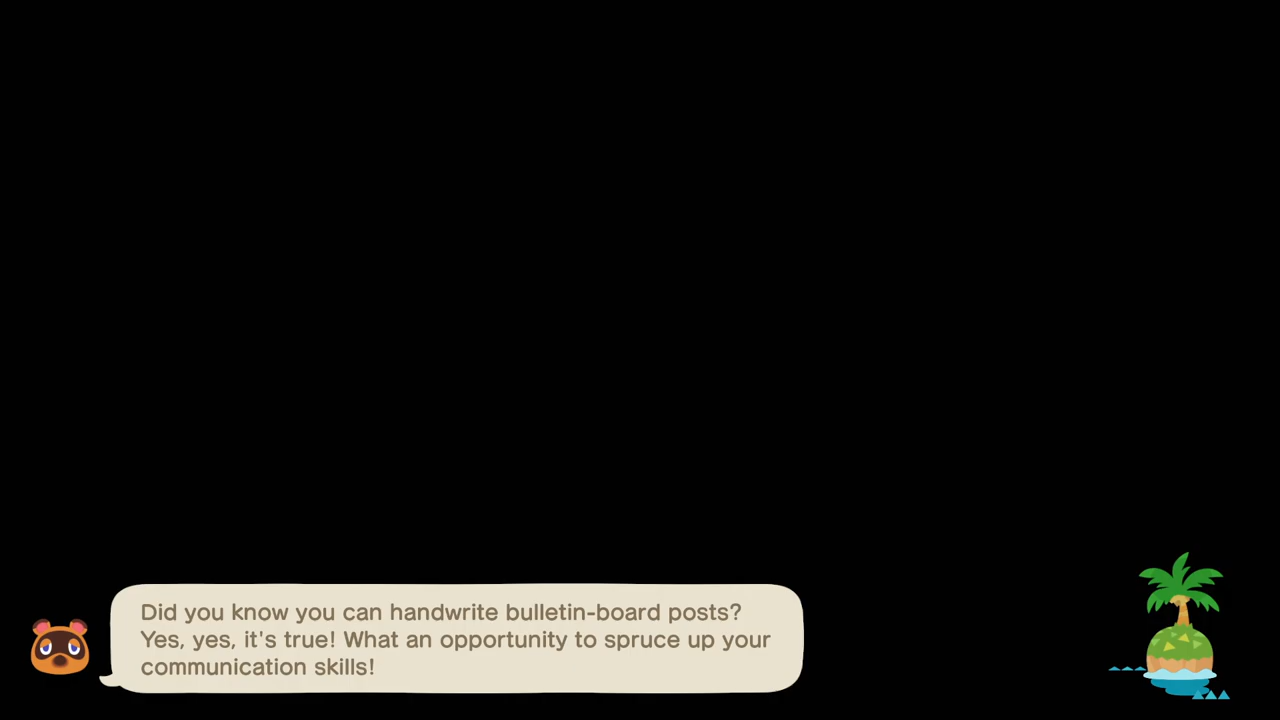 Did you know you can handwrite bulletin-board posts?
Yes, yes, it's true! What an opportunity to spruce up your
communication skills!